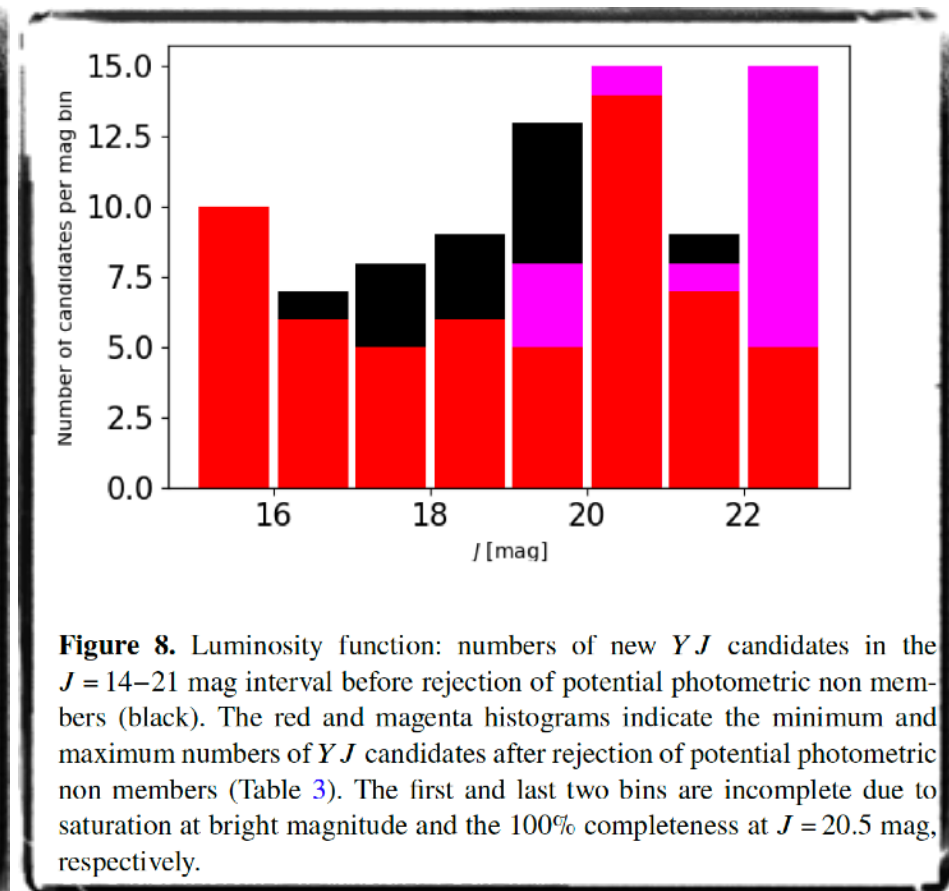 15.0
12.5
10.0
7.5
5.0
2.5
0.0
Number of candidates per mag bin
16 18 20 22
J [mag]
Figure 8. Luminosity function: numbers of new Y J candidates in the
J = 14–21 mag interval before rejection of potential photometric non mem-
bers (black). The red and magenta histograms indicate the minimum and
maximum numbers of Y J candidates after rejection of potential photometric
non members (Table 3). The first and last two bins are incomplete due to
saturation at bright magnitude and the 100% completeness at J = 20.5 mag,
respectively.